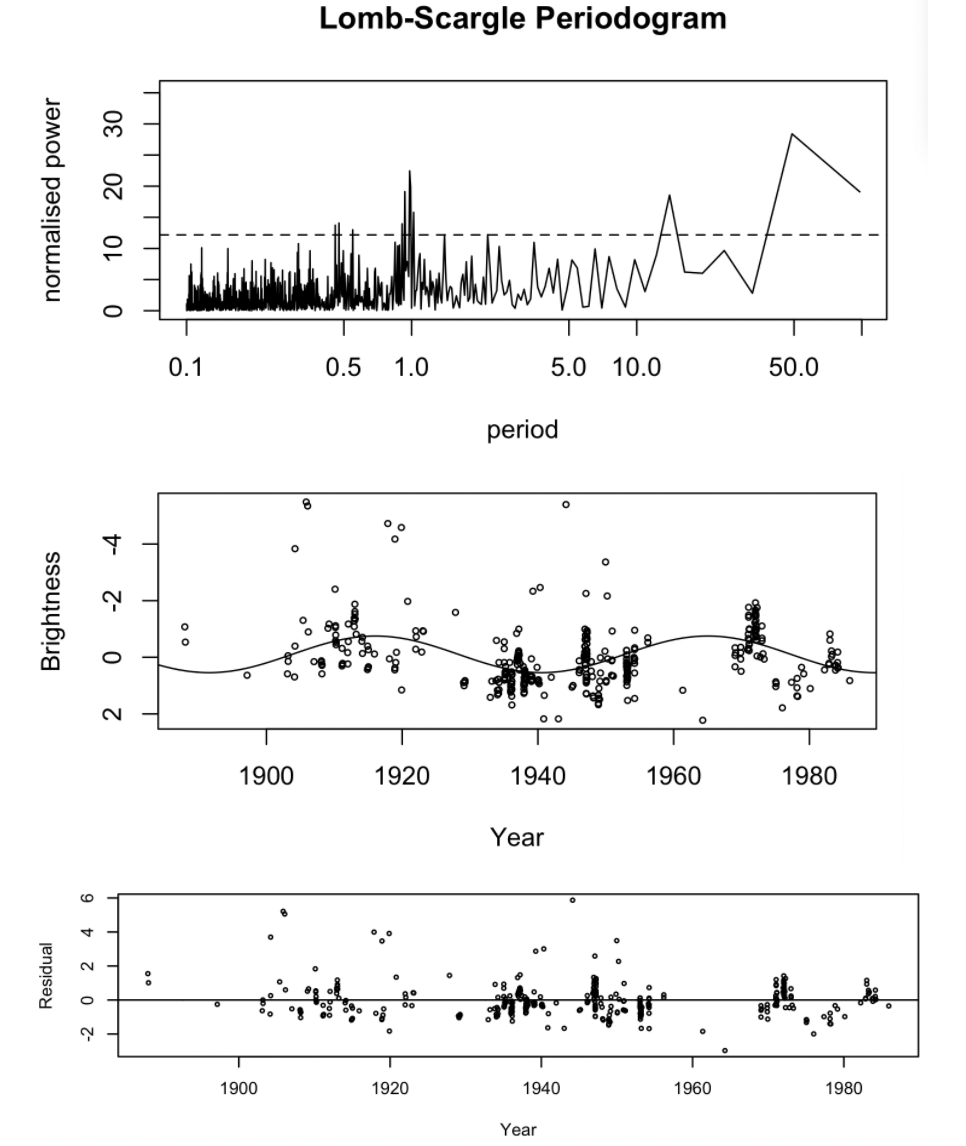 Lomb-Scargle Periodogram
normalised power
30
20
10
0
0.1 0.5 1.0 5.0 10.0 50.0
period
Brightness
-4
-2
0
2
1900 1920 1940 1960 1980
Year
Residual
6
4
2
0
-2
1900 1920 1940 1960 1980
Year